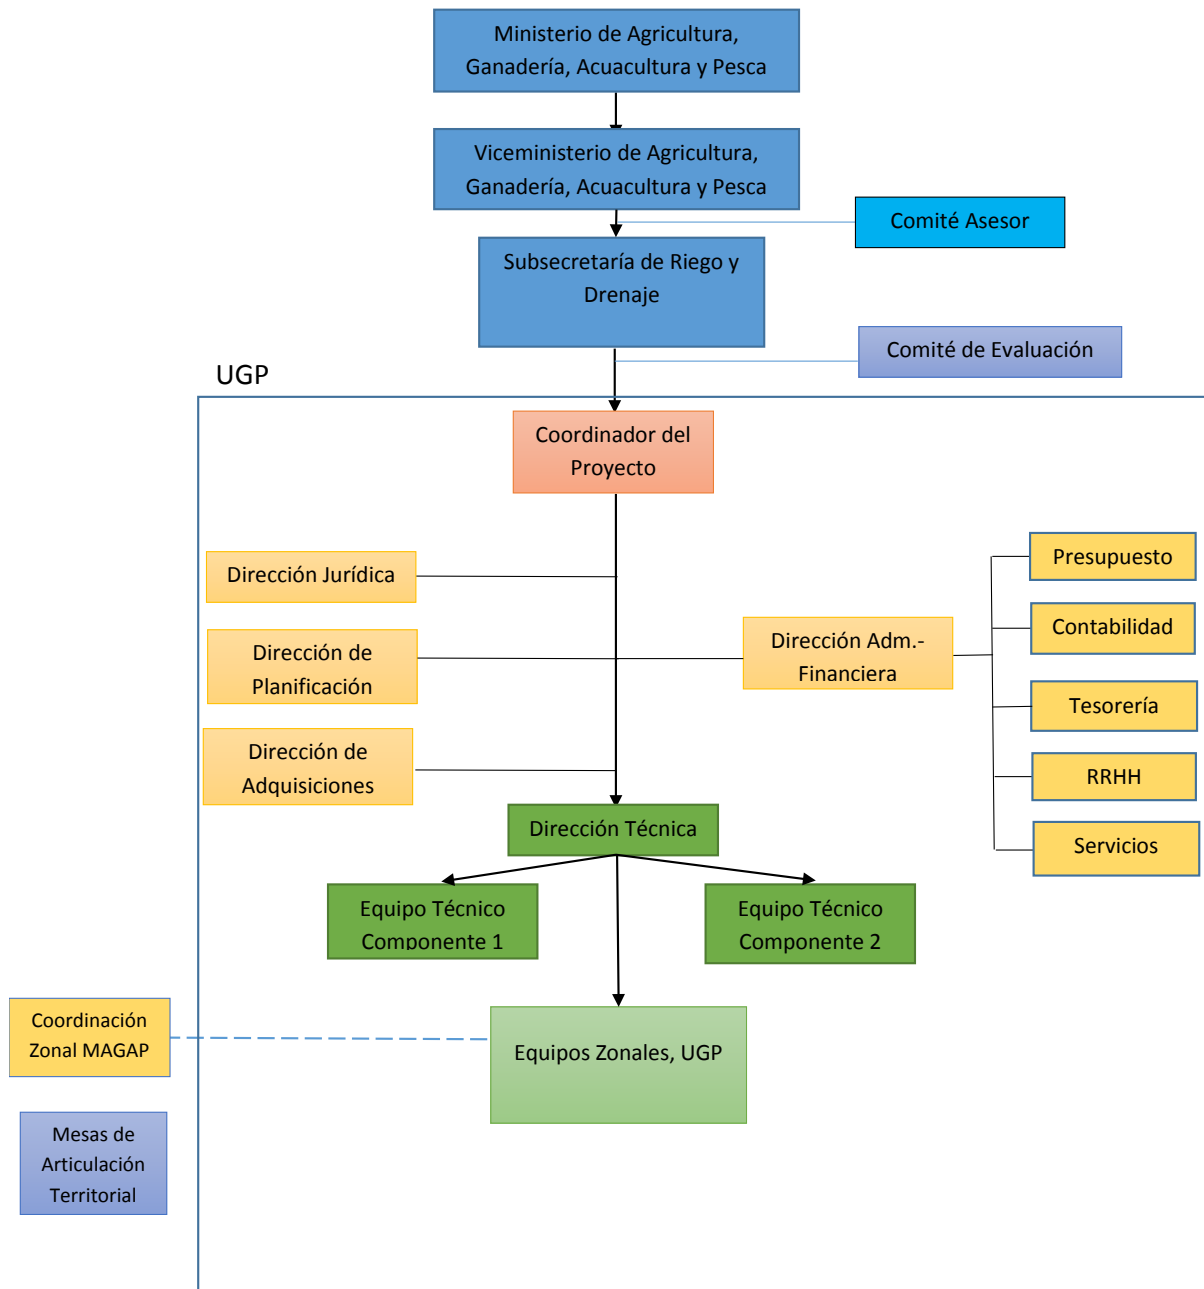 Ministerio de Agricultura,
Ganadería, Acuacultura y Pesca
Viceministerio de Agricultura,
Ganadería, Acuacultura y Pesca
Comité Asesor
Subsecretaría de Riego y
Drenaje
Comité de Evaluación
UGP
Coordinador del
Proyecto
Dirección Jurídica
Dirección de
Planificación
Dirección de
Adquisiciones
Dirección Adm.-
Financiera
Presupuesto
Contabilidad
Tesorería
RRHH
Servicios
Dirección Técnica
Equipo Técnico
Componente 1
Equipo Técnico
Componente 2
Coordinación
Zonal MAGAP
Equipos Zonales, UGP
Mesas de
Articulación
Territorial